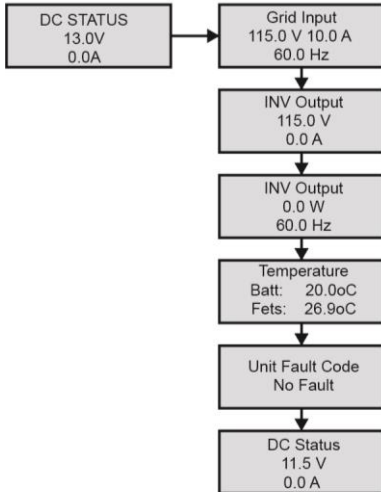 DC STATUS
13.0V
0.0A
Grid Input
115.0 V 10.0 A
60.0 Hz
INV Output
115.0 V
0.0 A
INV Output
0.0 W
60.0 Hz
Temperature
Batt: 20.0oC
Fets: 26.9oC
Unit Fault Code
No Fault
DC Status
11.5 V
0.0 A